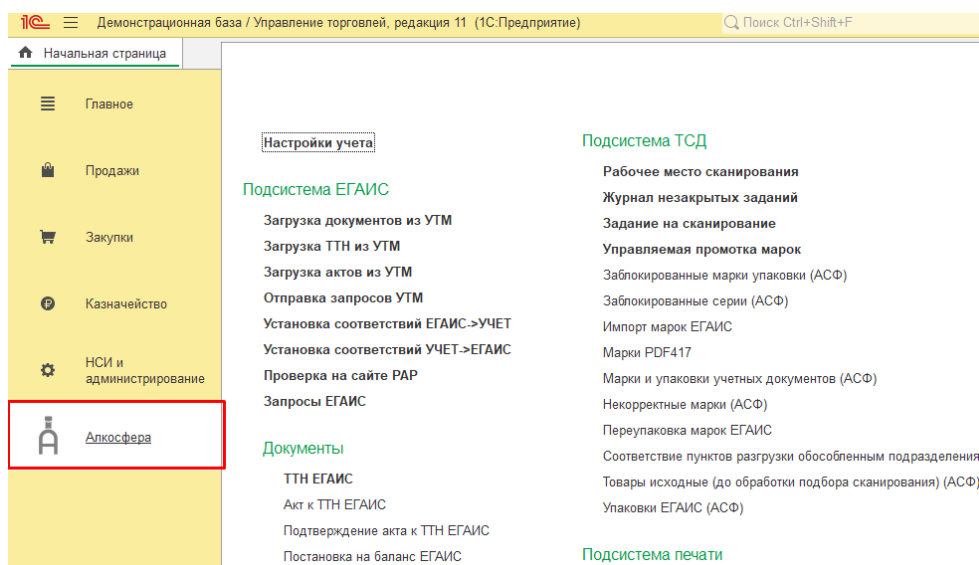 1С Демонстрационная база / Управление торговлей, редакция 11 (1С:Предприятие)
Поиск Ctrl+Shift+F
Начальная страница
Главное
Продажи
Закупки
Казначейство
НСИ и
администрирование
Алкосфера
Настройки учета
Подсистема ЕГАИС
Загрузка документов из УТМ
Загрузка ТТН из УТМ
Загрузка актов из УТМ
Отправка запросов УТМ
Установка соответствий ЕГАИС->УЧЕТ
Установка соответствий УЧЕТ->ЕГАИС
Проверка на сайте РАР
Запросы ЕГАИС
Документы
ТТН ЕГАИС
Акт к ТТН ЕГАИС
Подтверждение акта к ТТН ЕГАИС
Постановка на баланс ЕГАИС
Подсистема ТСД
Рабочее место сканирования
Журнал незакрытых заданий
Задание на сканирование
Управляемая промотка марок
Заблокированные марки упаковки (АСФ)
Заблокированные серии (АСФ)
Импорт марок ЕГАИС
Марки PDF417
Марки и упаковки учетных документов (АСФ)
Некорректные марки (АСФ)
Переупаковка марок ЕГАИС
Соответствие пунктов разгрузки обособленным подразделения
Товары исходные (до обработки подбора сканирования) (АСФ)
Упаковки ЕГАИС (АСФ)
Подсистема печати